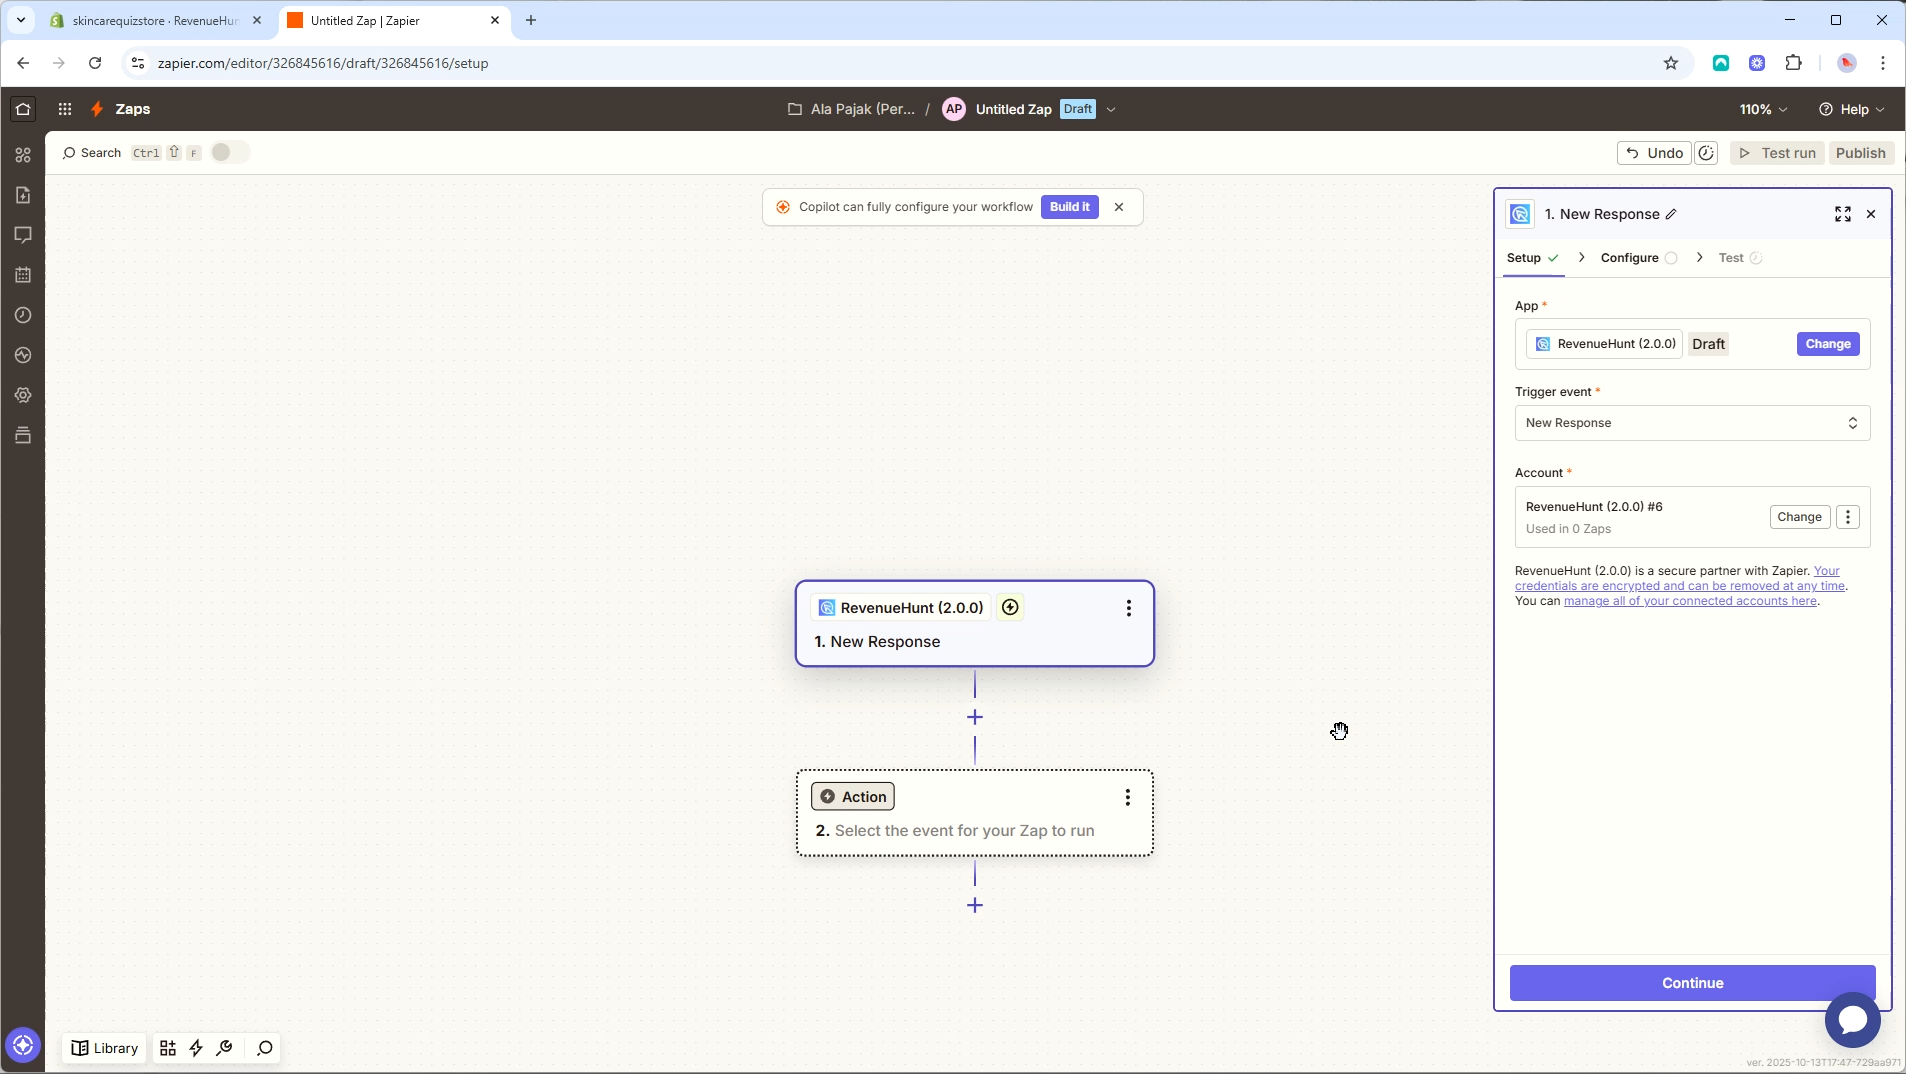 skincarequizstore · RevenueHun
Untitled Zap | Zapier
zapier.com/editor/326845616/draft/326845616/setup
Zaps
Ala Pajak (Per... / AP Untitled Zap Draft
110%
Help
Search Ctrl ⇧ F
Undo
Test run
Publish
Copilot can fully configure your workflow Build it
1. New Response
Setup
Configure
Test
App *
RevenueHunt (2.0.0) Draft
Change
Trigger event *
New Response
Account *
RevenueHunt (2.0.0) #6
Used in 0 Zaps
Change
RevenueHunt (2.0.0) is a secure partner with Zapier. Your
credentials are encrypted and can be removed at any time.
You can manage all of your connected accounts here.
RevenueHunt (2.0.0)
1. New Response
Action
2. Select the event for your Zap to run
Continue
Library
ver. 2025-10-13T17:47-729aa971